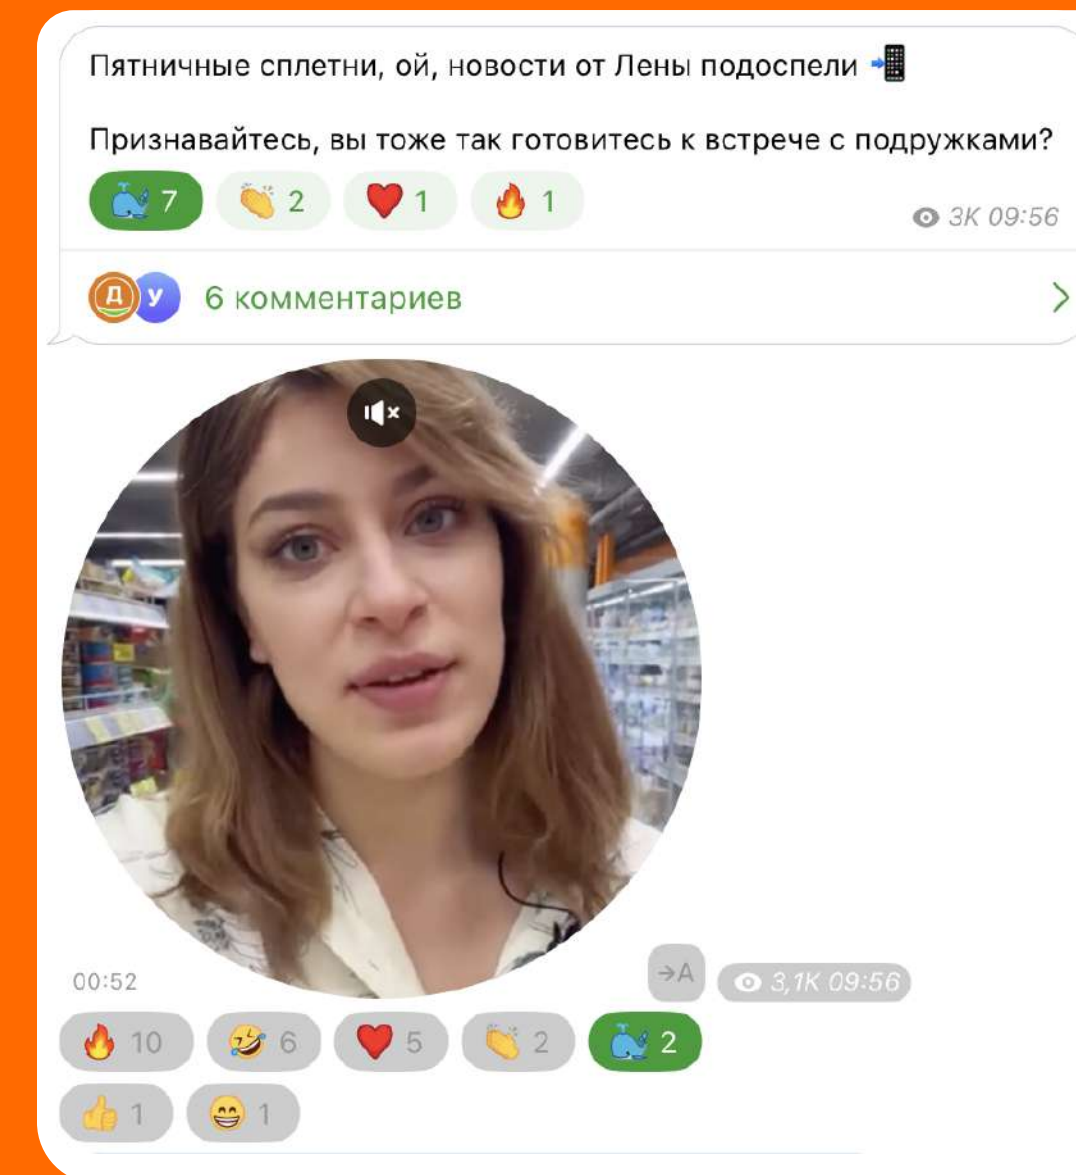 Пятничные сплетни, ой, новости от Лены подоспели 📲
Признавайтесь, вы тоже так готовитесь к встрече с подружками?
🐳 7 👏 2 ❤️ 1 🔥 1
3K 09:56
Д У 6 комментариев
00:52
→A 3,1K 09:56
🔥 10 🤣 6 ❤️ 5 👏 2 🐳 2
👍 1 😁 1